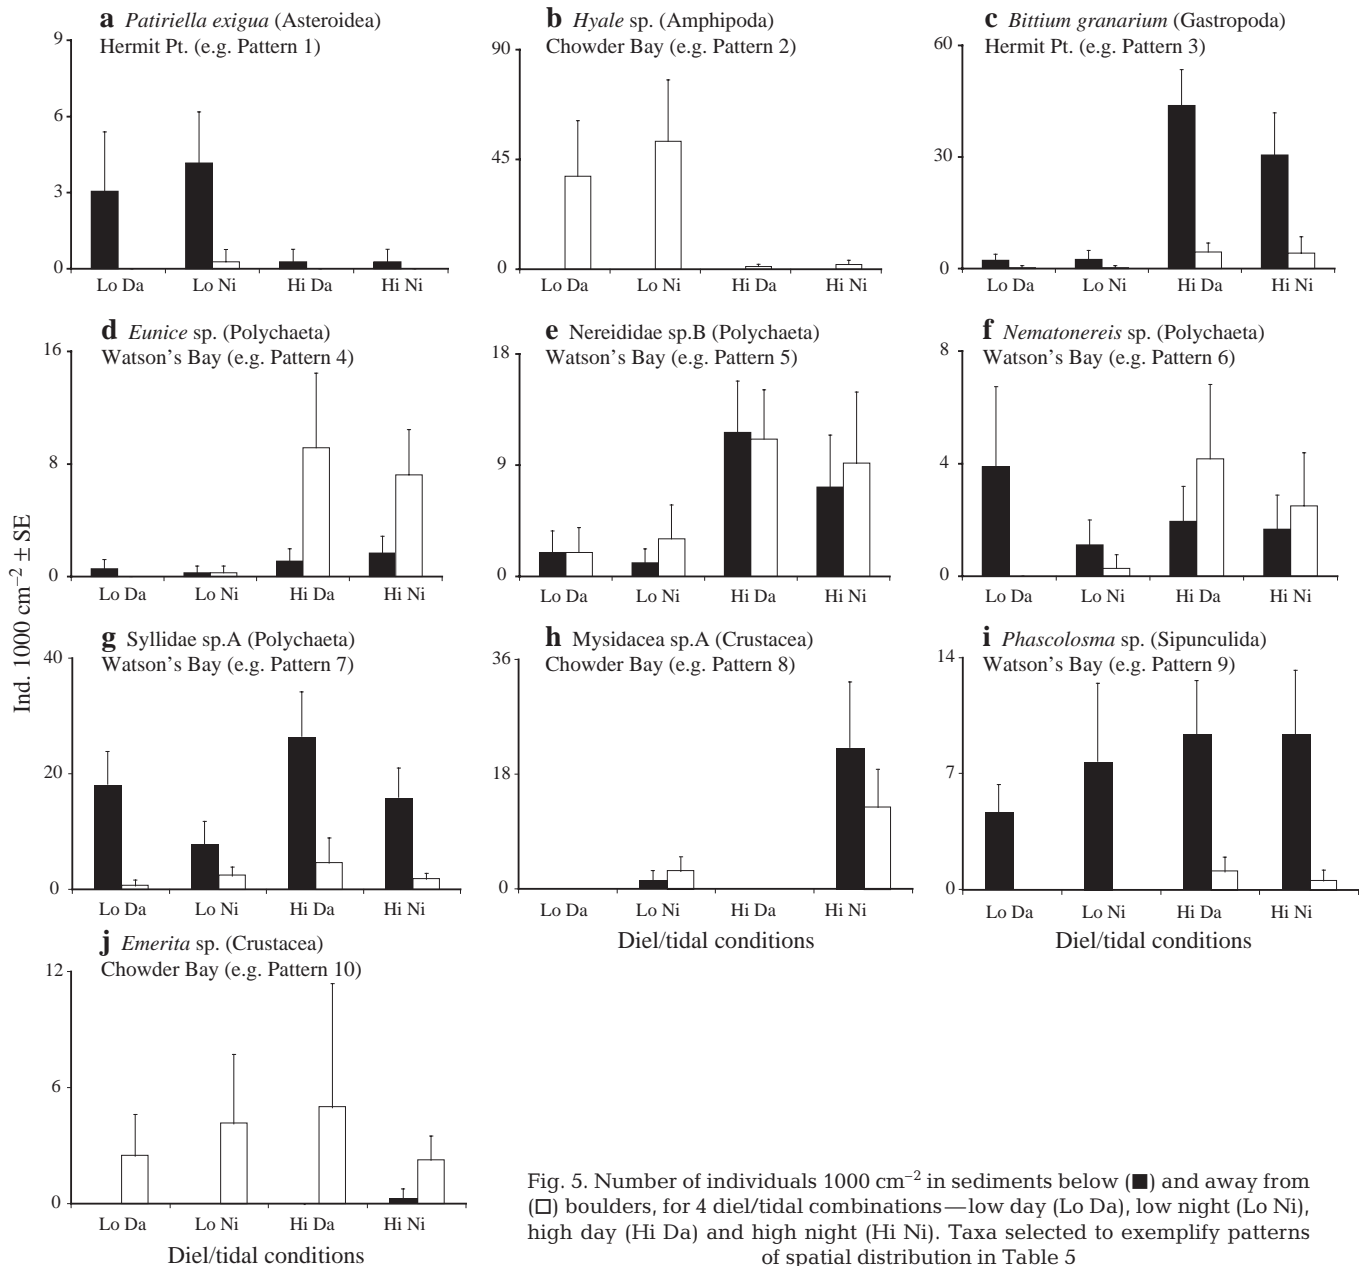 a Patiriella exigua (Asteroidea)
Hermit Pt. (e.g. Pattern 1)
9
6
3
0
Lo Da Lo Ni Hi Da Hi Ni
b Hyale sp. (Amphipoda)
Chowder Bay (e.g. Pattern 2)
90
45
0
Lo Da Lo Ni Hi Da Hi Ni
c Bittium granarium (Gastropoda)
Hermit Pt. (e.g. Pattern 3)
60
30
0
Lo Da Lo Ni Hi Da Hi Ni
d Eunice sp. (Polychaeta)
Watson's Bay (e.g. Pattern 4)
16
8
0
Lo Da Lo Ni Hi Da Hi Ni
e Nereididae sp.B (Polychaeta)
Watson's Bay (e.g. Pattern 5)
18
9
0
Lo Da Lo Ni Hi Da Hi Ni
f Nematonereis sp. (Polychaeta)
Watson's Bay (e.g. Pattern 6)
8
4
0
Lo Da Lo Ni Hi Da Hi Ni
Ind. 1000 cm⁻² ± SE
g Syllidae sp.A (Polychaeta)
Watson's Bay (e.g. Pattern 7)
40
20
0
Lo Da Lo Ni Hi Da Hi Ni
h Mysidacea sp.A (Crustacea)
Chowder Bay (e.g. Pattern 8)
36
18
0
Lo Da Lo Ni Hi Da Hi Ni
Diel/tidal conditions
i Phascolosma sp. (Sipunculida)
Watson's Bay (e.g. Pattern 9)
14
7
0
Lo Da Lo Ni Hi Da Hi Ni
Diel/tidal conditions
j Emerita sp. (Crustacea)
Chowder Bay (e.g. Pattern 10)
12
6
0
Lo Da Lo Ni Hi Da Hi Ni
Diel/tidal conditions
Fig. 5. Number of individuals 1000 cm⁻² in sediments below (■) and away from
(□) boulders, for 4 diel/tidal combinations—low day (Lo Da), low night (Lo Ni),
high day (Hi Da) and high night (Hi Ni). Taxa selected to exemplify patterns
of spatial distribution in Table 5